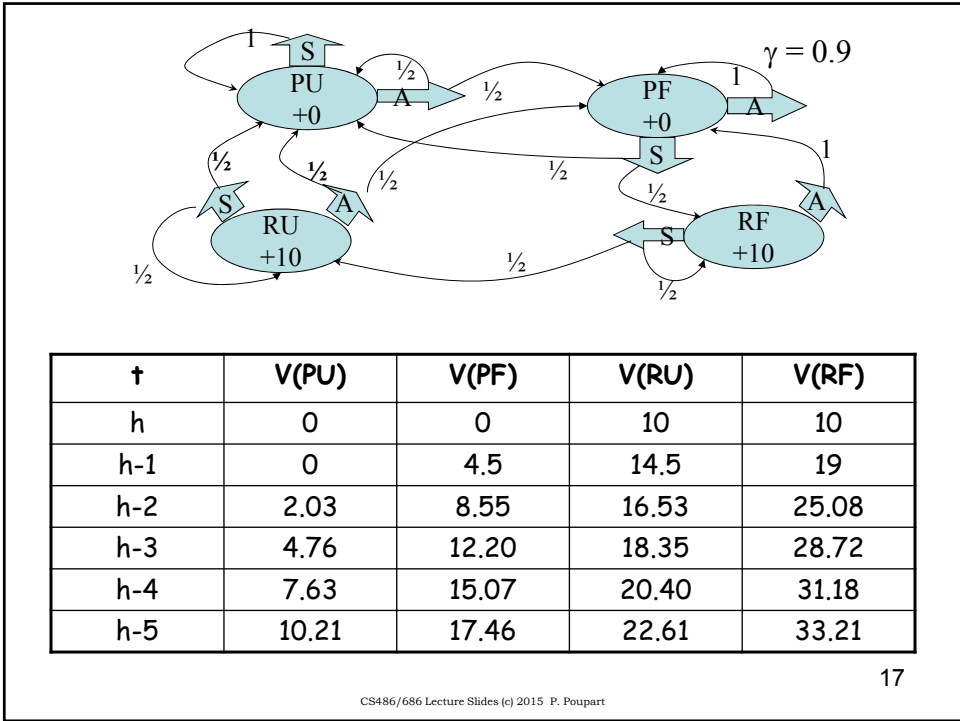 γ = 0.9
1
S
PU
+0
½
A
½
PF
+0
1
A
S
½
½
½
½
½
1
S
A
RU
+10
½
½
S
RF
+10
A
½
t V(PU) V(PF) V(RU) V(RF)
h 0 0 10 10
h-1 0 4.5 14.5 19
h-2 2.03 8.55 16.53 25.08
h-3 4.76 12.20 18.35 28.72
h-4 7.63 15.07 20.40 31.18
h-5 10.21 17.46 22.61 33.21
17
CS486/686 Lecture Slides (c) 2015 P. Poupart